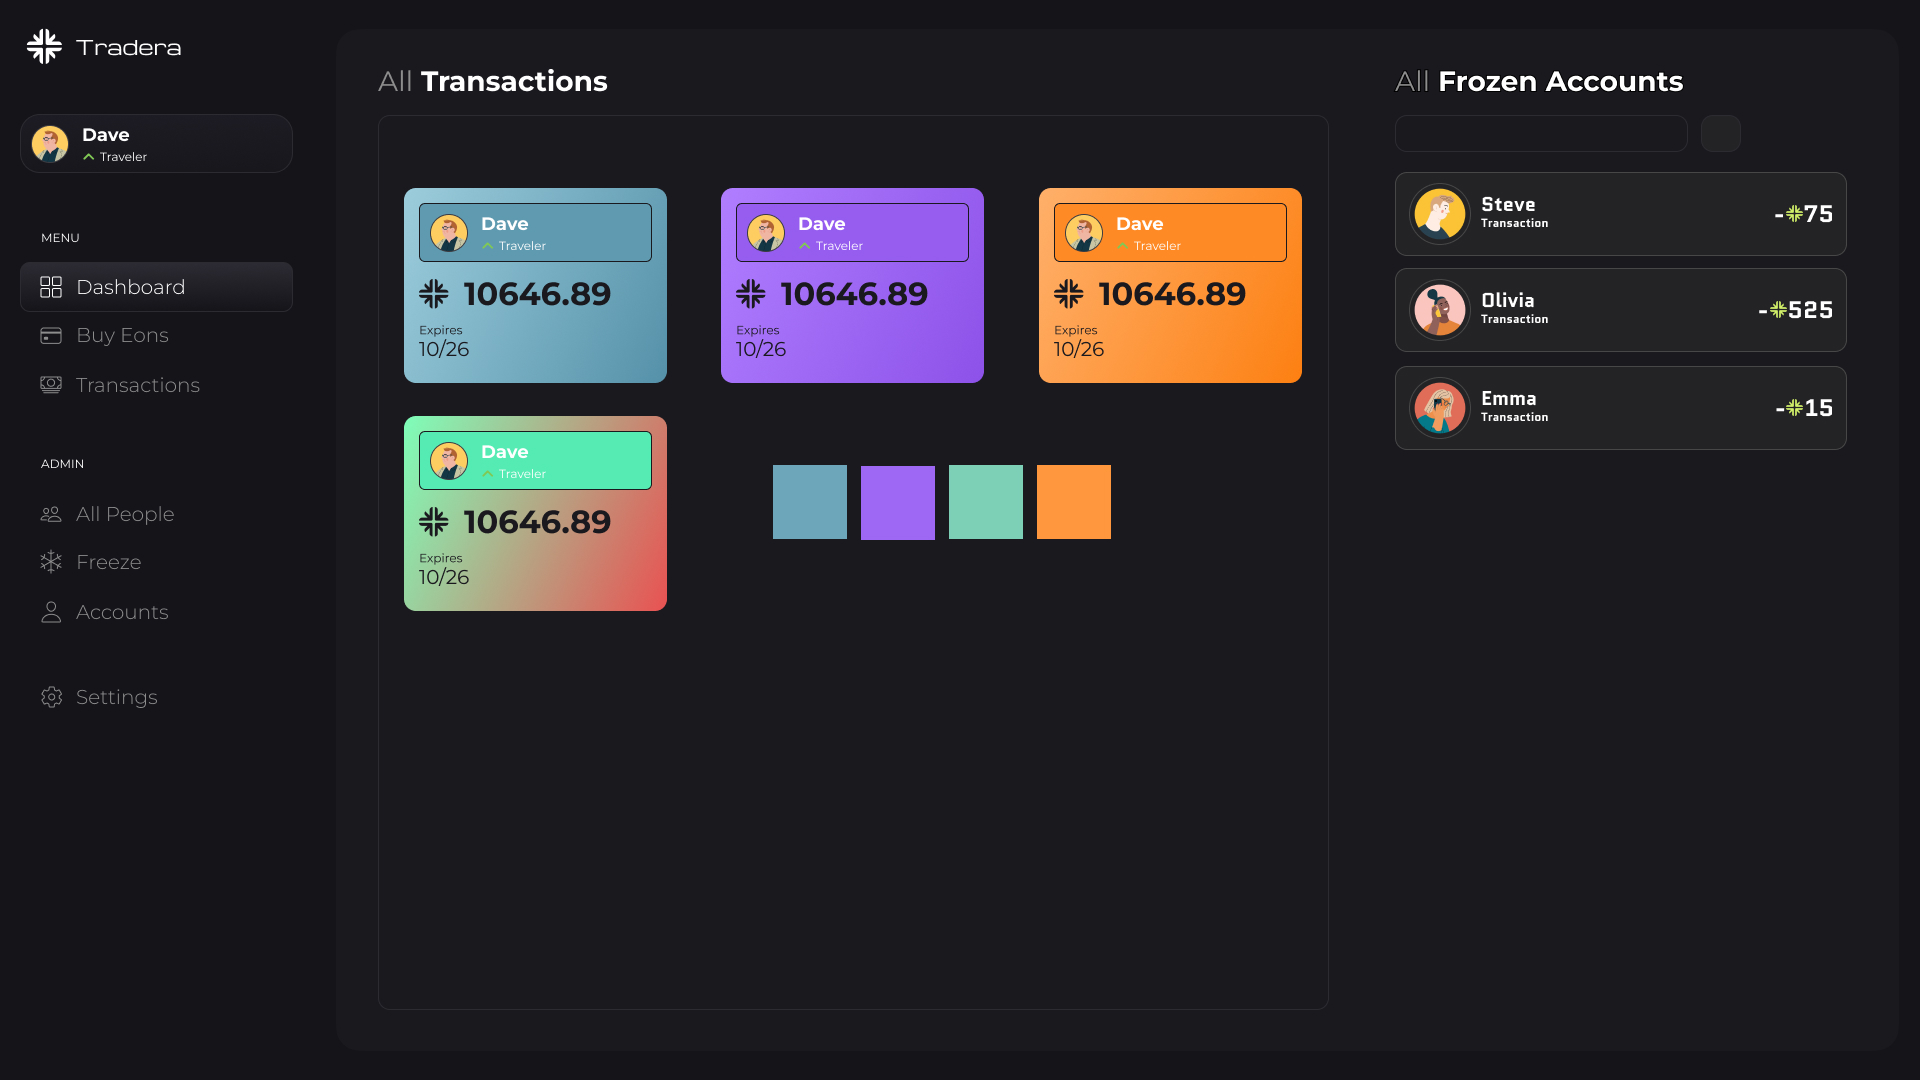 Tradera
Dave
Traveler
MENU
Dashboard
Buy Eons
Transactions
ADMIN
All People
Freeze
Accounts
Settings
All Transactions
Dave
Traveler
10646.89
Expires
10/26
Dave
Traveler
10646.89
Expires
10/26
Dave
Traveler
10646.89
Expires
10/26
Dave
Traveler
10646.89
Expires
10/26
All Frozen Accounts
Steve
Transaction
-75
Olivia
Transaction
-525
Emma
Transaction
-15